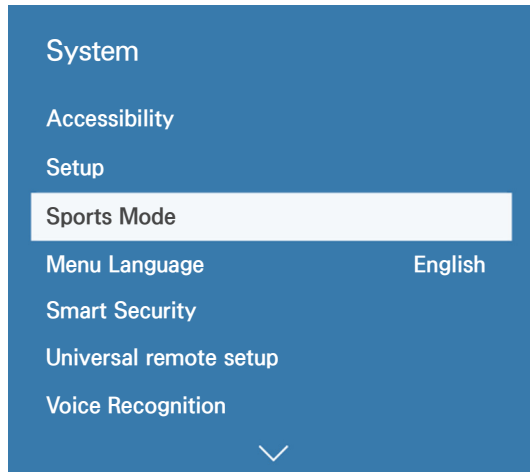 System
Accessibility
Setup
Sports Mode
Menu Language English
Smart Security
Universal remote setup
Voice Recognition